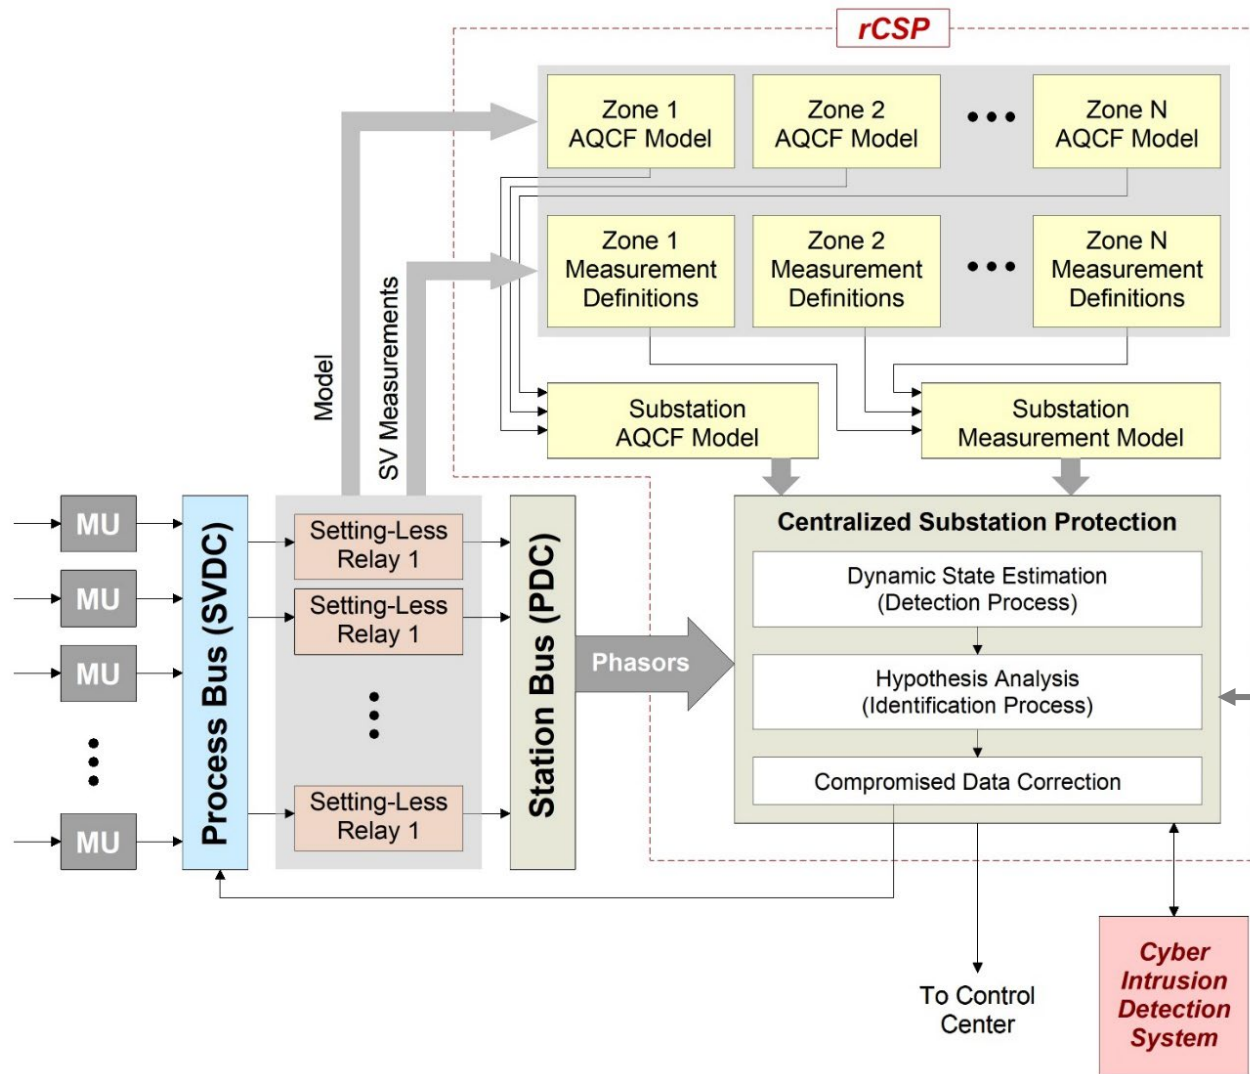 rCSP
Zone 1
AQCF Model
Zone 2
AQCF Model
Zone N
AQCF Model
Zone 1
Measurement
Definitions
Zone 2
Measurement
Definitions
Zone N
Measurement
Definitions
Model
SV Measurements
Substation
AQCF Model
Substation
Measurement Model
MU
MU
MU
MU
Process Bus (SVDC)
Setting-Less
Relay 1
Setting-Less
Relay 1
Setting-Less
Relay 1
Station Bus (PDC)
Phasors
Centralized Substation Protection
Dynamic State Estimation
(Detection Process)
Hypothesis Analysis
(Identification Process)
Compromised Data Correction
To Control
Center
Cyber
Intrusion
Detection
System